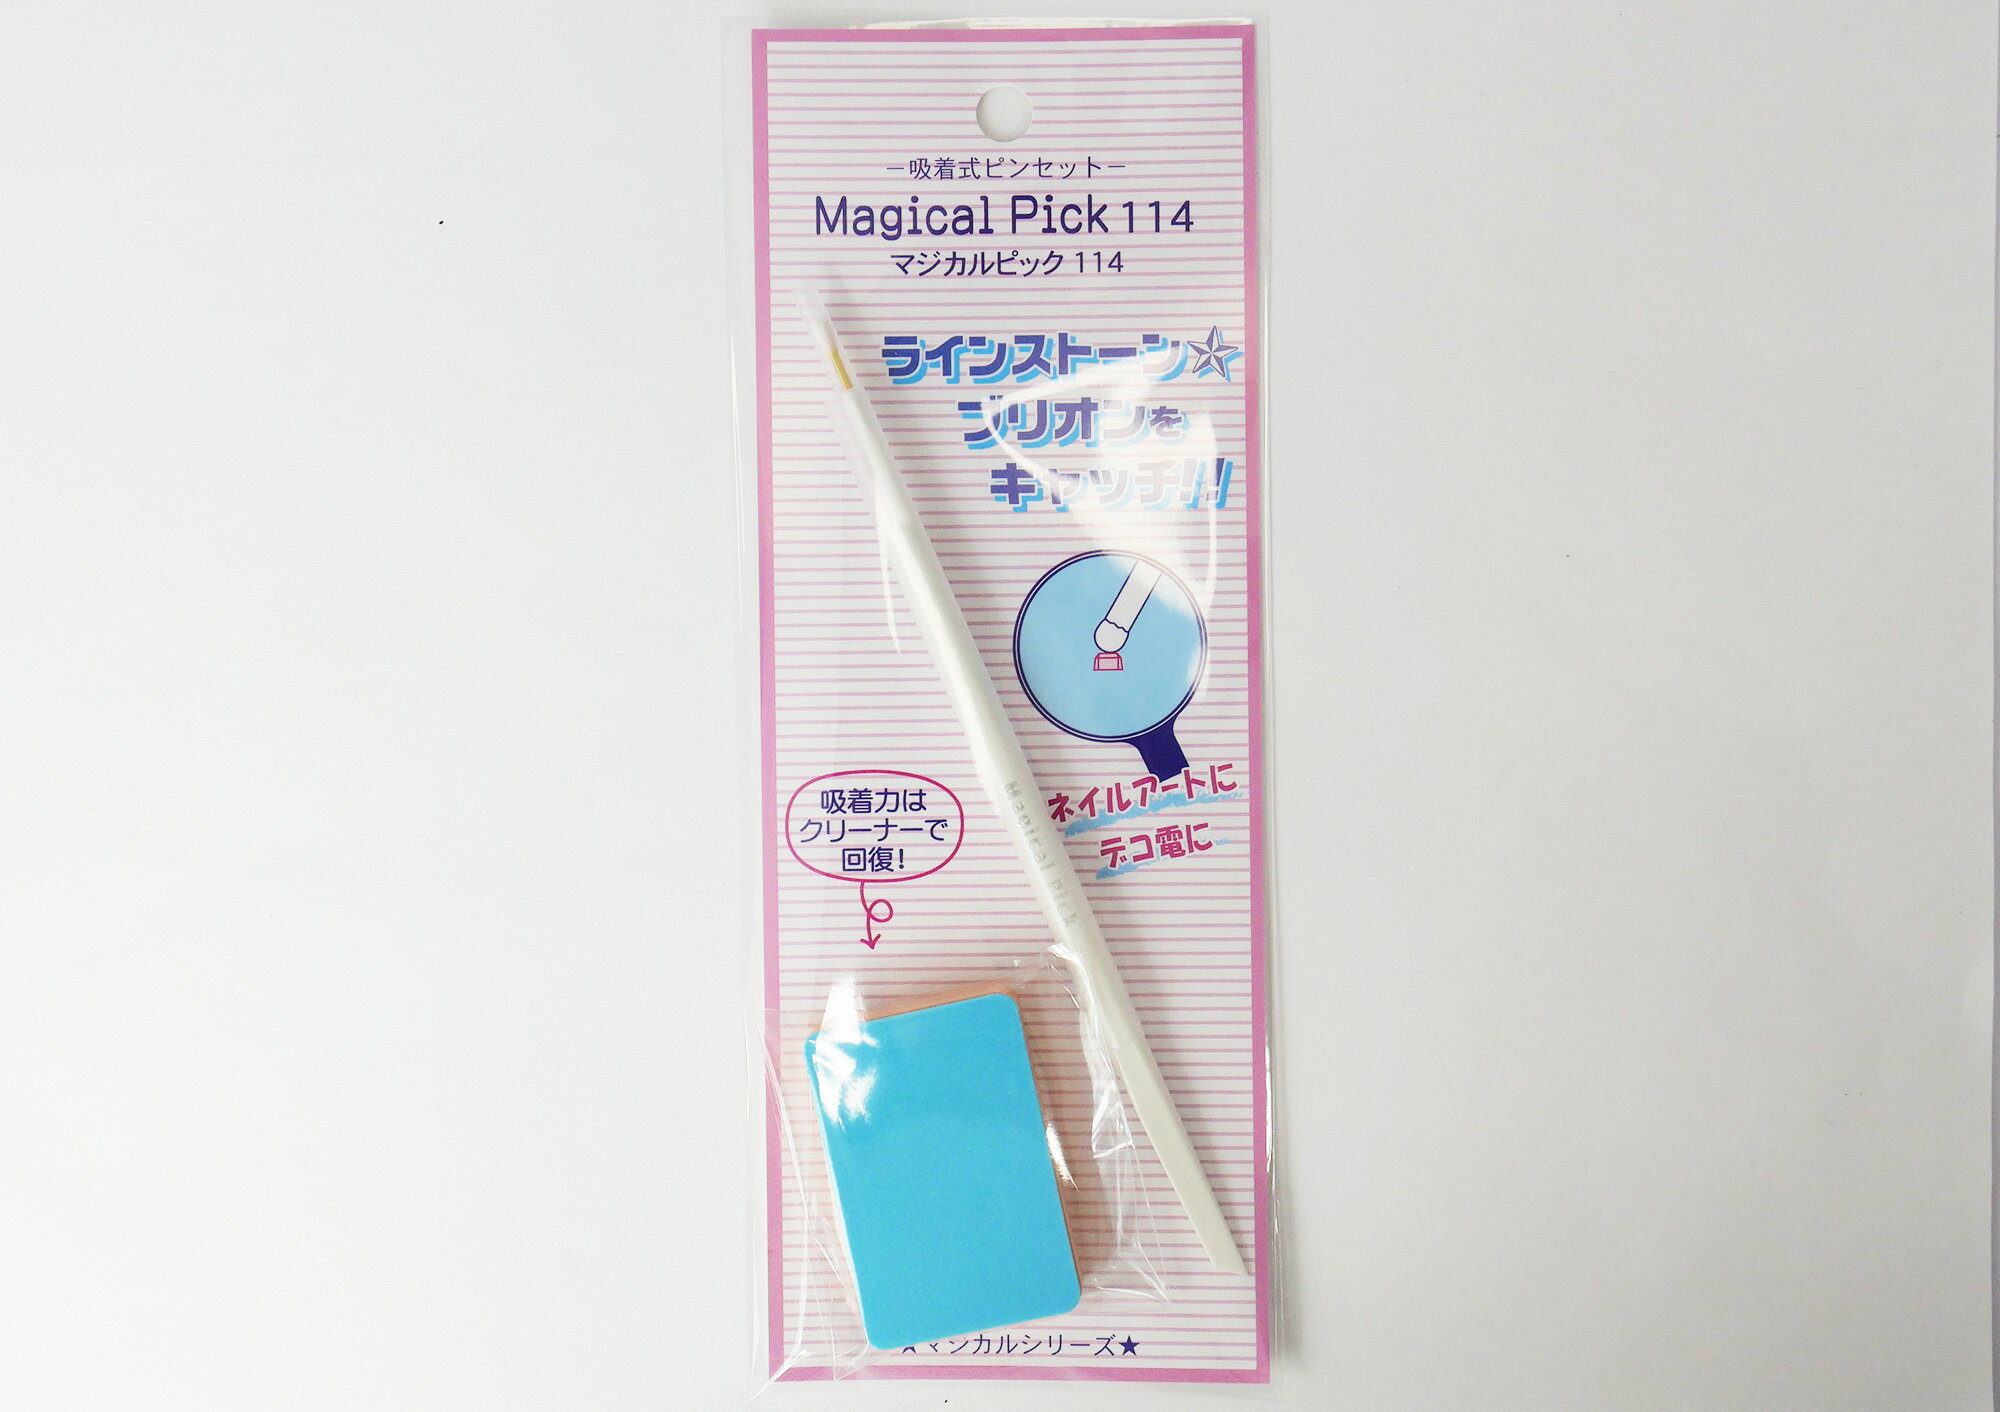 －吸着式ピンセット－
Magical Pick 114
マジカルピック 114
ラインストーン☆
ブリオンを
キャッチ!!
ネイルアートに
デコ電に
吸着力は
クリーナーで
回復！
Magical Pick
★マジカルシリーズ★